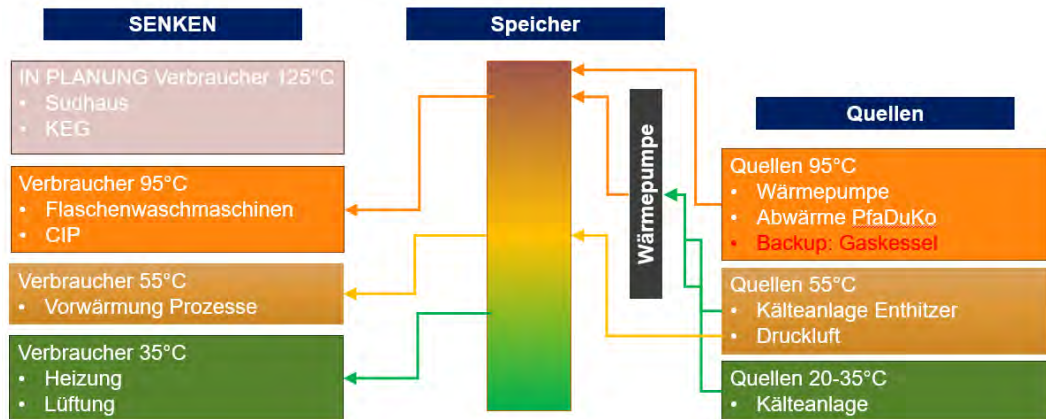 SENKEN
Speicher
IN PLANUNG Verbraucher 125°C
• Sudhaus
• KEG
Verbraucher 95°C
• Flaschenwaschmaschinen
• CIP
Verbraucher 55°C
• Vorwärmung Prozesse
Verbraucher 35°C
• Heizung
• Lüftung
Wärmepumpe
Quellen
Quellen 95°C
• Wärmepumpe
• Abwärme PfaDuKo
• Backup: Gaskessel
Quellen 55°C
• Kälteanlage Enthitzer
• Druckluft
Quellen 20-35°C
• Kälteanlage